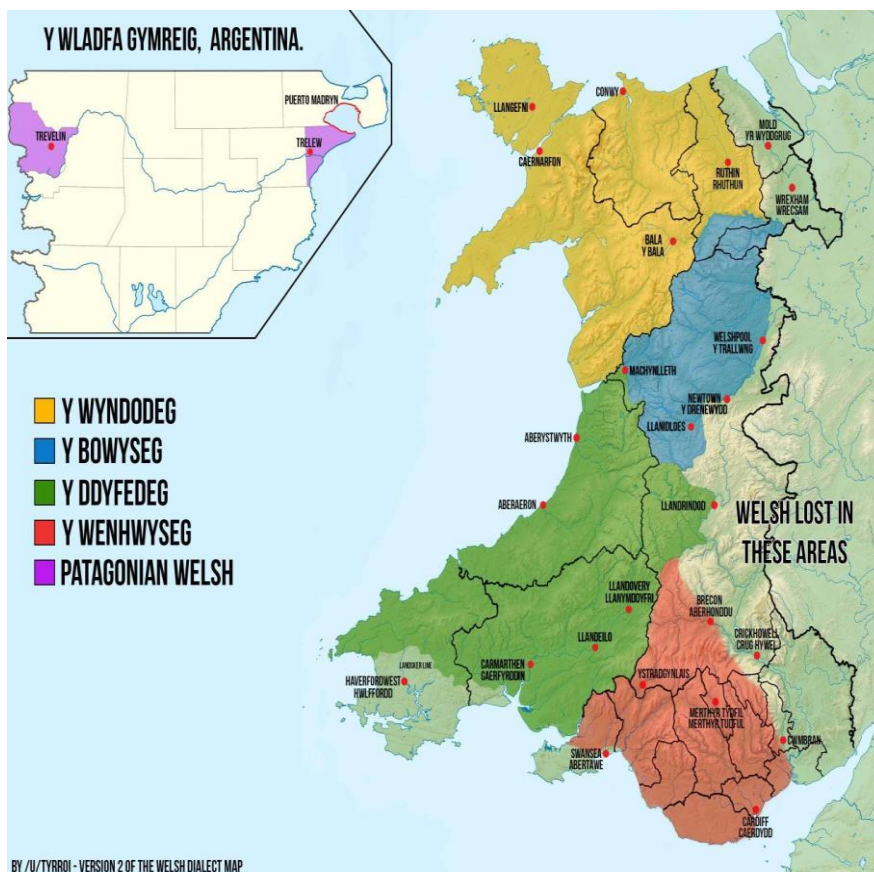 Y WLADFA GYMREIG, ARGENTINA.
PUERTO MADRYN
TREVELIN
TRELEW
LLANGEFNI
CONWY
CAERNARFON
MOLD
YR WYDDGRUG
RUTHIN
RHUTHUN
WREXHAM
WRECSAM
BALA
Y BALA
WELSHPOOL
Y TRALLWNG
MACHYNLLETH
NEWTOWN
Y DRENEWYDD
LLANIDLOES
Y WYNDODEG
Y BOWYSEG
Y DDYFEDEG
Y WENHWYSEG
PATAGONIAN WELSH
ABERYSTWYTH
ABERAERON
LLANDRINDOD
WELSH LOST IN
THESE AREAS
LLANDOVERY
LLANYMDDYFRI
BRECON
ABERHONDDU
LLANDEILO
CRICKHOWELL
CRUG HYWEL
LANDSKER LINE
CARMARTHEN
GAERFYRDDIN
HAVERFORDWEST
HWLFFORDD
YSTRADGYNLAIS
MERTHYR TYDFIL
MERTHYR TUDFUL
CWMBRAN
SWANSEA
ABERTAWE
CARDIFF
CAERDYDD
BY /U/TYRROI - VERSION 2 OF THE WELSH DIALECT MAP